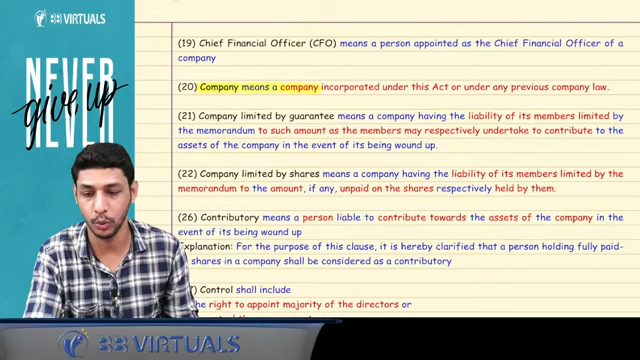 BB VIRTUALS
NEVER
give up
NEVER
(19) Chief Financial Officer (CFO) means a person appointed as the Chief Financial Officer of a
company
(20) Company means a company incorporated under this Act or under any previous company law.
(21) Company limited by guarantee means a company having the liability of its members limited by
the memorandum to such amount as the members may respectively undertake to contribute to the
assets of the company in the event of its being wound up.
(22) Company limited by shares means a company having the liability of its members limited by the
memorandum to the amount, if any, unpaid on the shares respectively held by them.
(26) Contributory means a person liable to contribute towards the assets of the company in the
event of its being wound up
Explanation: For the purpose of this clause, it is hereby clarified that a person holding fully paid-
shares in a company shall be considered as a contributory
Control shall include
the right to appoint majority of the directors or
BB VIRTUALS